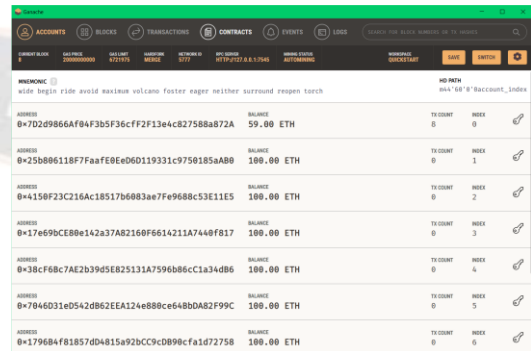 Ganache
ACCOUNTS BLOCKS TRANSACTIONS CONTRACTS EVENTS LOGS SEARCH FOR BLOCK NUMBERS OR TX HASHES
CURRENT BLOCK GAS PRICE GAS LIMIT HARDFORK NETWORK ID RPC SERVER MINING STATUS WORKSPACE
0 20000000000 6721975 MERGE 5777 HTTP://127.0.0.1:7545 AUTOMINING QUICKSTART SAVE SWITCH
MNEMONIC HD PATH
wide begin ride avoid maximum volcano foster eager neither surround reopen torch m44'60'0'0account_index
ADDRESS BALANCE TX COUNT INDEX
0×7D2d9866Af04F3b5F36cfF2F13e4c827588a872A 59.00 ETH 8 0
ADDRESS BALANCE TX COUNT INDEX
0×25b806118F7FaafE0EeD6D119331c9750185aAB0 100.00 ETH 0 1
ADDRESS BALANCE TX COUNT INDEX
0×4150F23C216Ac18517b6083ae7Fe9688c53E11E5 100.00 ETH 0 2
ADDRESS BALANCE TX COUNT INDEX
0×17e69bCE80e142a37A82160F6614211A7440f817 100.00 ETH 0 3
ADDRESS BALANCE TX COUNT INDEX
0×38cF6Bc7AE2b39d5E825131A7596b86cC1a34dB6 100.00 ETH 0 4
ADDRESS BALANCE TX COUNT INDEX
0×7046D31eD542dB62EEA124e880ce64BbDA82F99C 100.00 ETH 0 5
ADDRESS BALANCE TX COUNT INDEX
0×1796B4f81857dD4815a92bCC9cDB90cfa1d72758 100.00 ETH 0 6